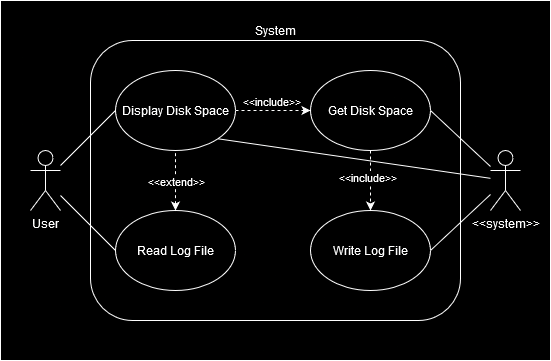 System
Display Disk Space
<<include>>
Get Disk Space
<<extend>>
<<include>>
User
<<system>>
Read Log File
Write Log File